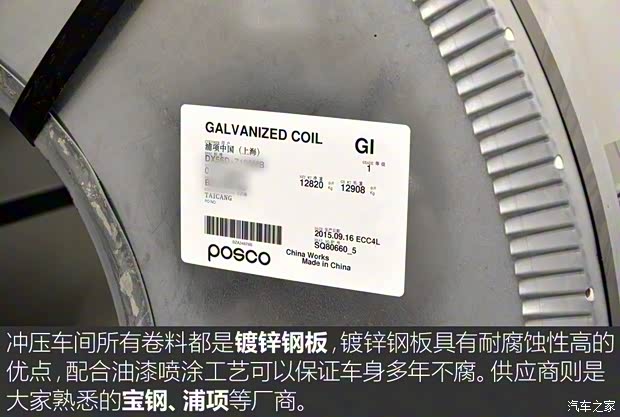 GALVANIZED COIL GI
浦项中国（上海）
GRADE 等级
1
12820 12908
TAICANG
2015.09.16 ECC4L
SQ80660_5
posco
China Works
Made in China
冲压车间所有卷料都是镀锌钢板，镀锌钢板具有耐腐蚀性高的
优点，配合油漆喷涂工艺可以保证车身多年不腐。供应商则是
大家熟悉的宝钢、浦项等厂商。
汽车之家